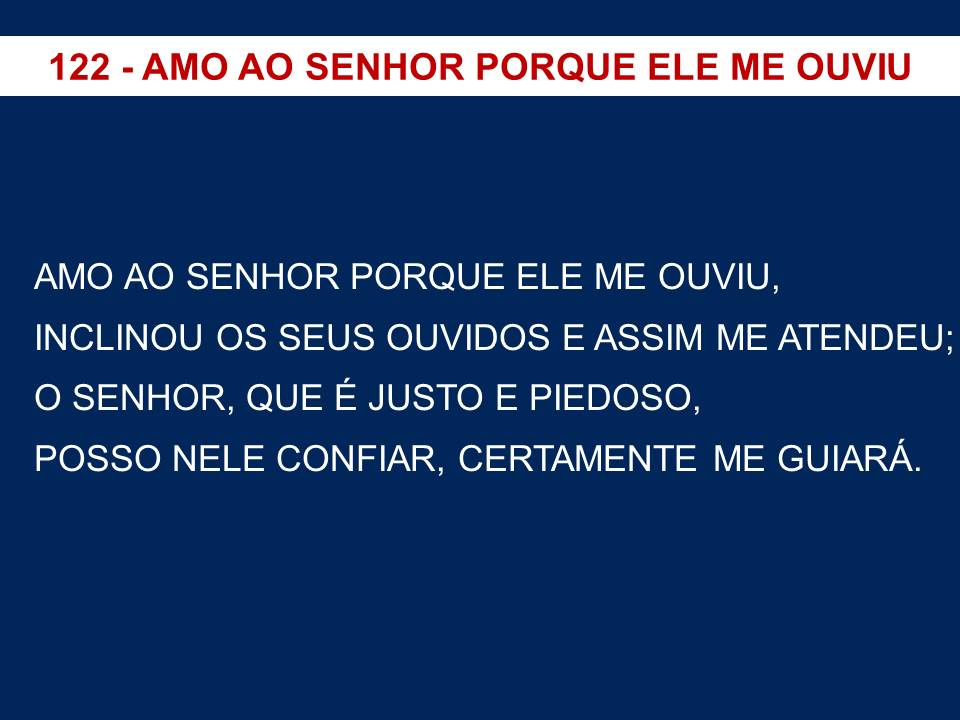 122 - AMO AO SENHOR PORQUE ELE ME OUVIU
AMO AO SENHOR PORQUE ELE ME OUVIU,
INCLINOU OS SEUS OUVIDOS E ASSIM ME ATENDEU;
O SENHOR, QUE É JUSTO E PIEDOSO,
POSSO NELE CONFIAR, CERTAMENTE ME GUIARÁ.